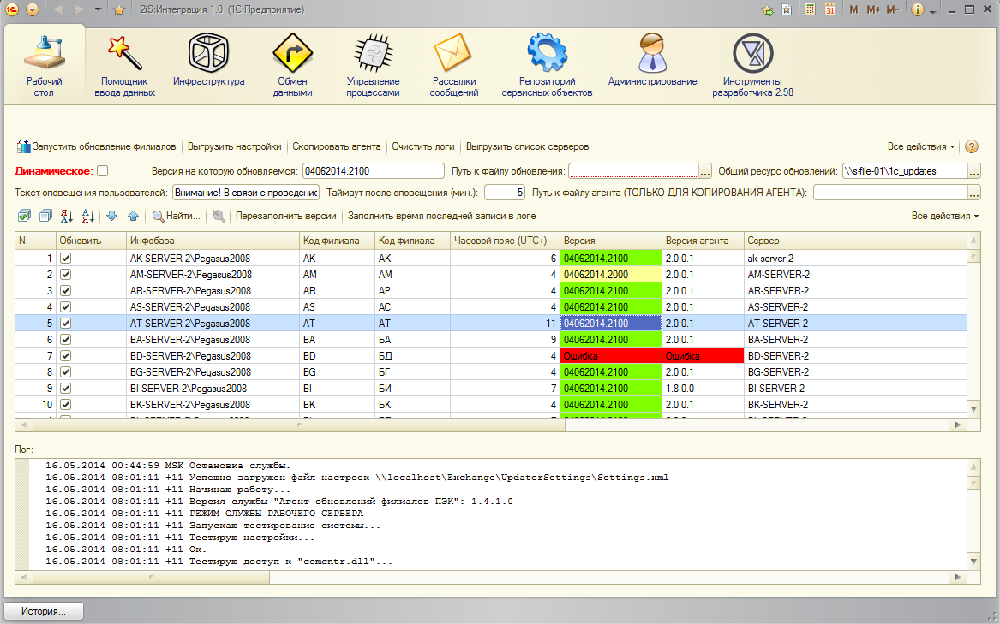 2iS:Интеграция 1.0 (1С:Предприятие)
M M+ M-
Рабочий стол
Помощник ввода данных
Инфраструктура
Обмен данными
Управление процессами
Рассылки сообщений
Репозиторий сервисных объектов
Администрирование
Инструменты разработчика 2.98
Запустить обновление филиалов Выгрузить настройки Скопировать агента Очистить логи Выгрузить список серверов Все действия
Динамическое: Версия на которую обновляемся: 04062014.2100 Путь к файлу обновления: ... Общий ресурс обновлений: \\s-file-01\1c_updates ...
Текст оповещения пользователей: Внимание! В связи с проведение Таймаут после оповещения (мин.): 5 Путь к файлу агента (ТОЛЬКО ДЛЯ КОПИРОВАНИЯ АГЕНТА): ...
Найти... Перезаполнить версии Заполнить время последней записи в логе Все действия
N Обновить Инфобаза Код филиала Код филиала Часовой пояс (UTC+) Версия Версия агента Сервер
1 AK-SERVER-2\Pegasus2008 AK АК 6 04062014.2100 2.0.0.1 ak-server-2
2 AM-SERVER-2\Pegasus2008 AM АМ 4 04062014.2000 2.0.0.1 AM-SERVER-2
3 AR-SERVER-2\Pegasus2008 AR АР 4 04062014.2100 2.0.0.1 AR-SERVER-2
4 AS-SERVER-2\Pegasus2008 AS АС 4 04062014.2100 2.0.0.1 AS-SERVER-2
5 AT-SERVER-2\Pegasus2008 AT АТ 11 04062014.2100 2.0.0.1 AT-SERVER-2
6 BA-SERVER-2\Pegasus2008 BA БА 9 04062014.2100 2.0.0.1 BA-SERVER-2
7 BD-SERVER-2\Pegasus2008 BD БД 4 Ошибка Ошибка BD-SERVER-2
8 BG-SERVER-2\Pegasus2008 BG БГ 4 04062014.2100 2.0.0.1 BG-SERVER-2
9 BI-SERVER-2\Pegasus2008 BI БИ 7 04062014.2100 1.8.0.0 BI-SERVER-2
10 BK-SERVER-2\Pegasus2008 BK БК 4 04062014.2100 2.0.0.1 BK-SERVER-2
Лог:
16.05.2014 00:44:59 MSK Остановка службы.
16.05.2014 08:01:11 +11 Успешно загружен файл настроек \\localhost\Exchange\UpdaterSettings\Settings.xml
16.05.2014 08:01:11 +11 Начинаю работу...
16.05.2014 08:01:11 +11 Версия службы "Агент обновлений филиалов ПЭК": 1.4.1.0
16.05.2014 08:01:11 +11 РЕЖИМ СЛУЖБЫ РАБОЧЕГО СЕРВЕРА
16.05.2014 08:01:11 +11 Запускаю тестирование системы...
16.05.2014 08:01:11 +11 Тестирую настройки...
16.05.2014 08:01:11 +11 Ок.
16.05.2014 08:01:11 +11 Тестирую доступ к "comcntr.dll"...
История...